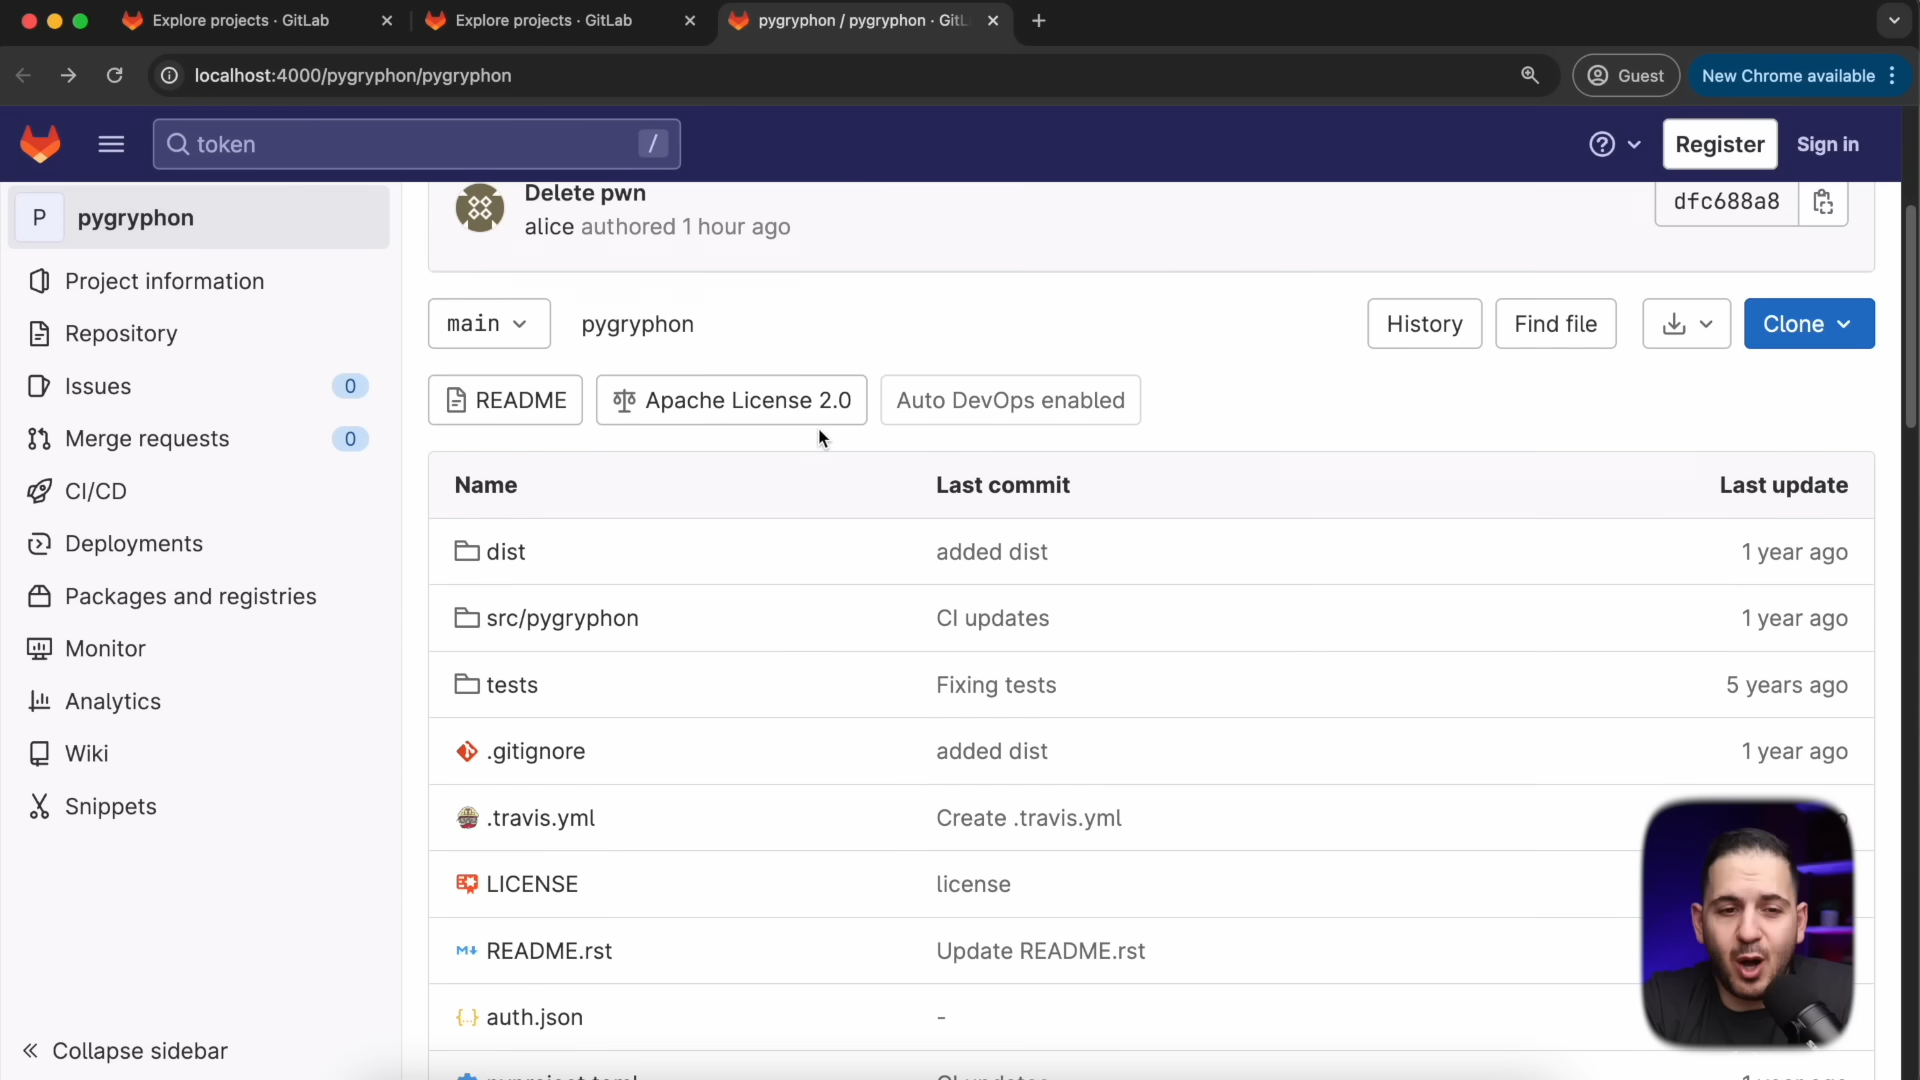 Explore projects · GitLab
Explore projects · GitLab
pygryphon / pygryphon · GitL
localhost:4000/pygryphon/pygryphon
Guest
New Chrome available
token
/
Register
Sign in
P
pygryphon
Project information
Repository
Issues
0
Merge requests
0
CI/CD
Deployments
Packages and registries
Monitor
Analytics
Wiki
Snippets
Collapse sidebar
Delete pwn
alice authored 1 hour ago
dfc688a8
main
pygryphon
History
Find file
Clone
README
Apache License 2.0
Auto DevOps enabled
Name
Last commit
Last update
dist
added dist
1 year ago
src/pygryphon
CI updates
1 year ago
tests
Fixing tests
5 years ago
.gitignore
added dist
1 year ago
.travis.yml
Create .travis.yml
LICENSE
license
README.rst
Update README.rst
auth.json
-